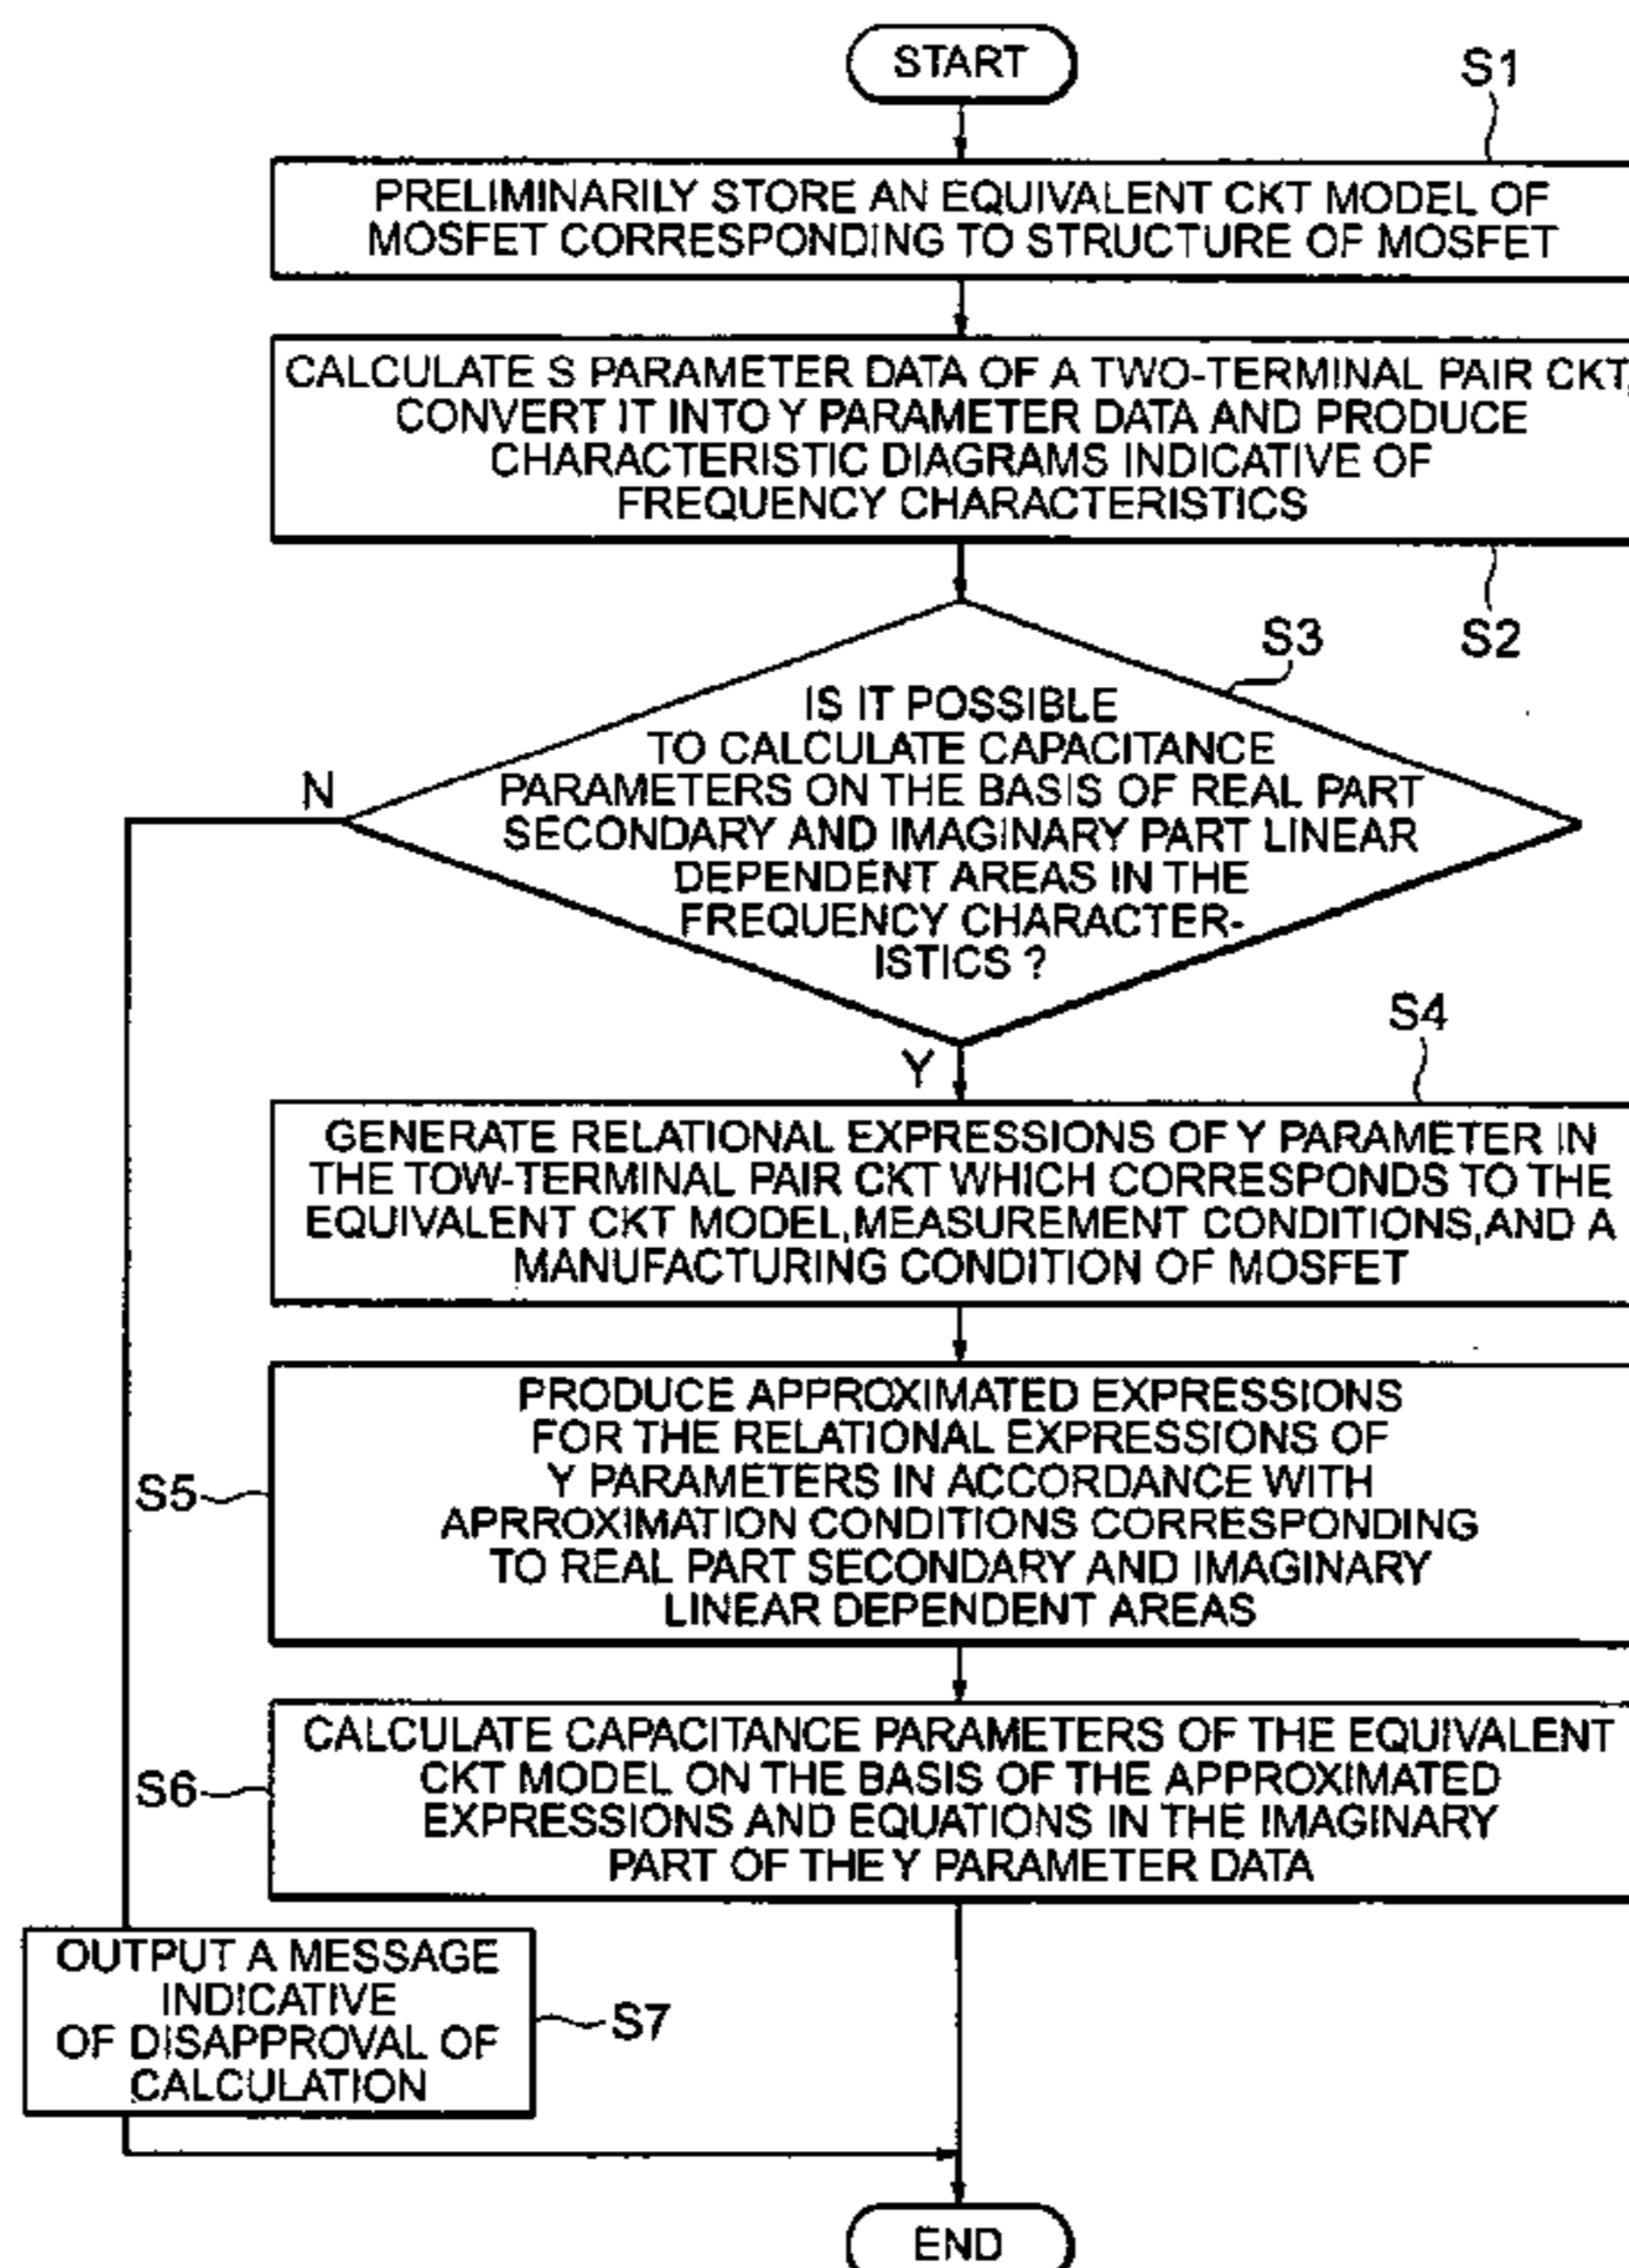 START
S1
PRELIMINARILY STORE AN EQUIVALENT CKT MODEL OF
MOSFET CORRESPONDING TO STRUCTURE OF MOSFET
CALCULATE S PARAMETER DATA OF A TWO-TERMINAL PAIR CKT,
CONVERT IT INTO Y PARAMETER DATA AND PRODUCE
CHARACTERISTIC DIAGRAMS INDICATIVE OF
FREQUENCY CHARACTERISTICS
S2
S3
IS IT POSSIBLE
TO CALCULATE CAPACITANCE
PARAMETERS ON THE BASIS OF REAL PART
SECONDARY AND IMAGINARY PART LINEAR
DEPENDENT AREAS IN THE
FREQUENCY CHARACTER-
ISTICS ?
N
Y
S4
GENERATE RELATIONAL EXPRESSIONS OF Y PARAMETER IN
THE TOW-TERMINAL PAIR CKT WHICH CORRESPONDS TO THE
EQUIVALENT CKT MODEL,MEASUREMENT CONDITIONS,AND A
MANUFACTURING CONDITION OF MOSFET
S5
PRODUCE APPROXIMATED EXPRESSIONS
FOR THE RELATIONAL EXPRESSIONS OF
Y PARAMETERS IN ACCORDANCE WITH
APRROXIMATION CONDITIONS CORRESPONDING
TO REAL PART SECONDARY AND IMAGINARY
LINEAR DEPENDENT AREAS
S6
CALCULATE CAPACITANCE PARAMETERS OF THE EQUIVALENT
CKT MODEL ON THE BASIS OF THE APPROXIMATED
EXPRESSIONS AND EQUATIONS IN THE IMAGINARY
PART OF THE Y PARAMETER DATA
OUTPUT A MESSAGE
INDICATIVE
OF DISAPPROVAL OF
CALCULATION
S7
END